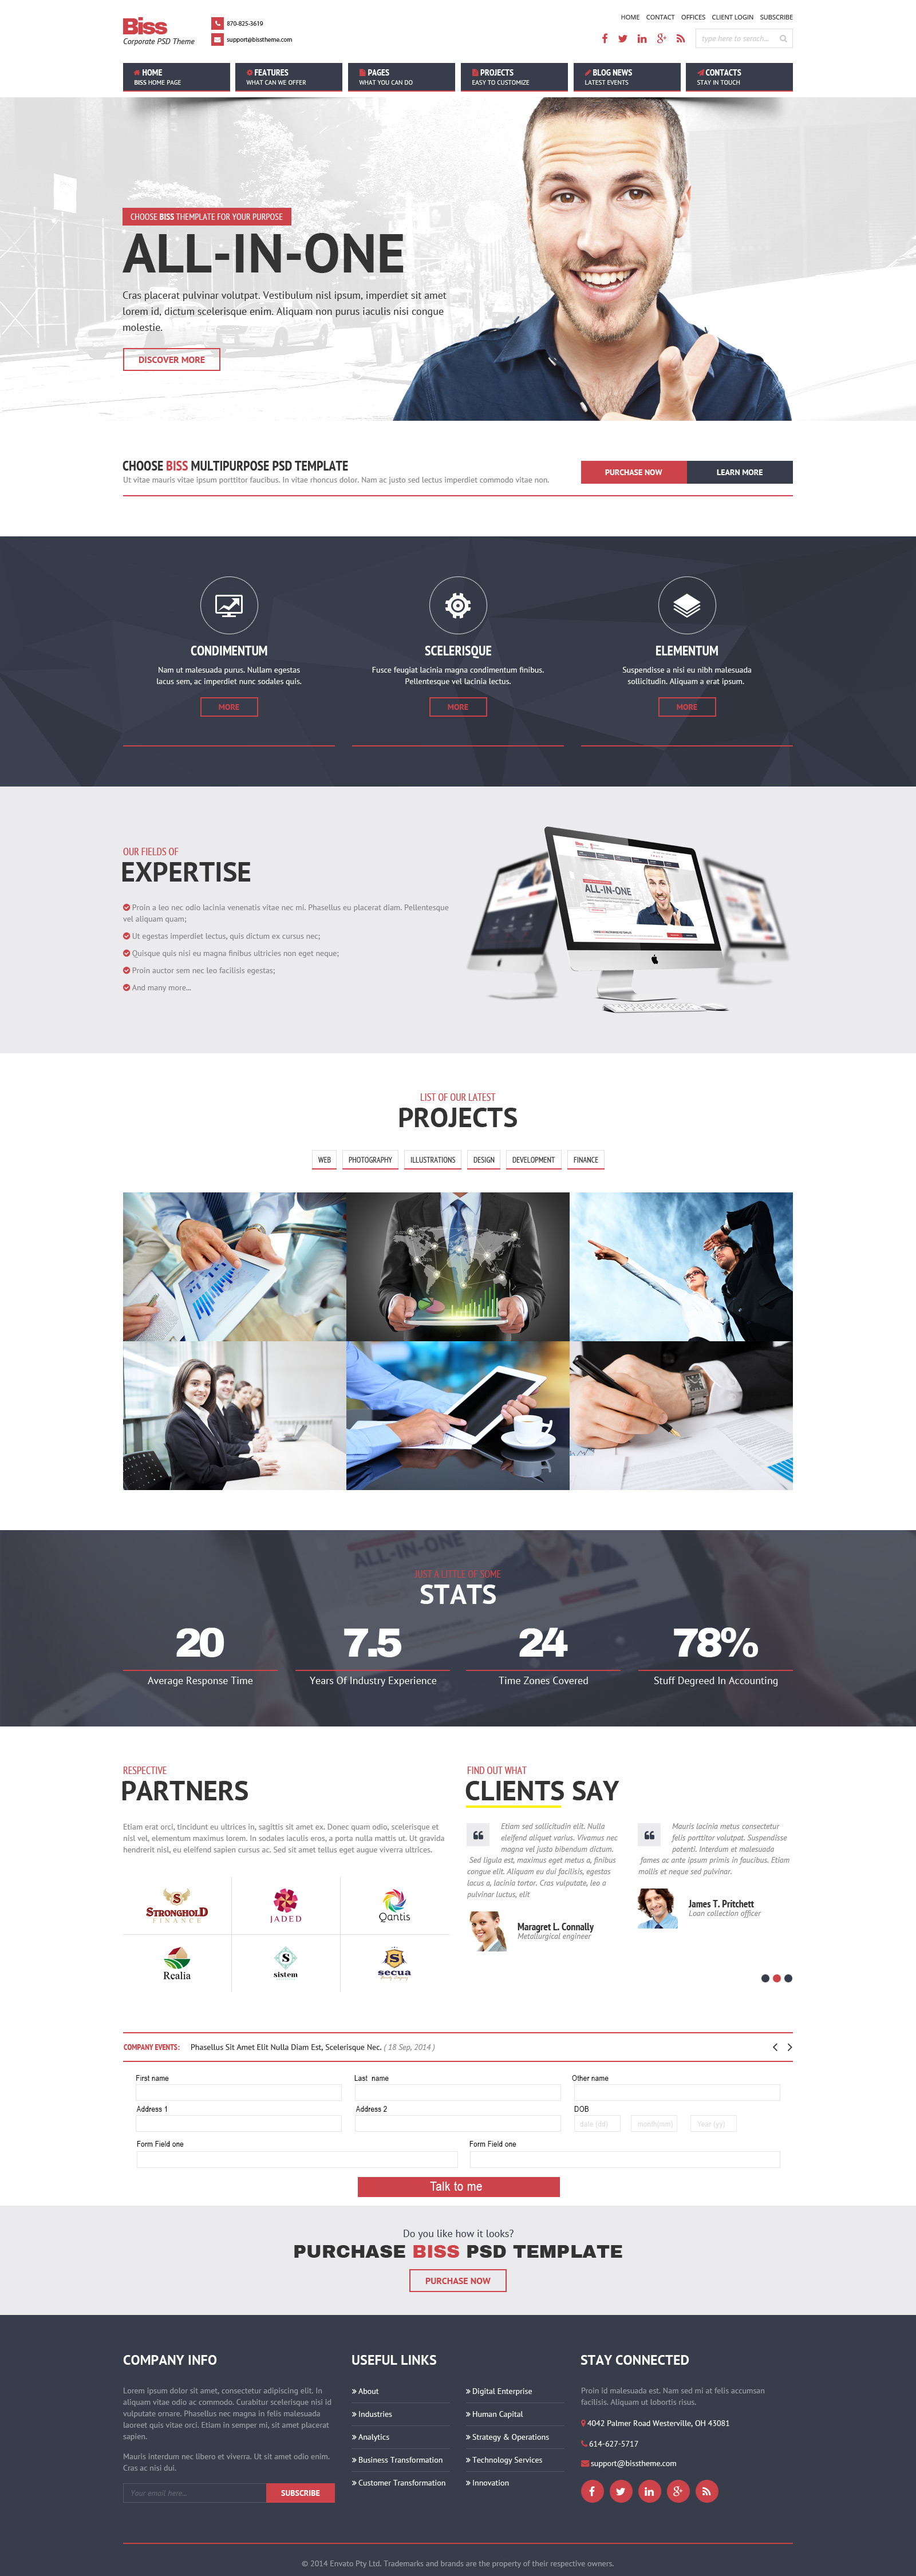 Biss
Corporate PSD Theme
870-825-3619
support@bissthema.com
HOME CONTACT OFFICES CLIENT LOGIN SUBSCRIBE
type here to serach...
HOME
BISS HOME PAGE
FEATURES
WHAT CAN WE OFFER
PAGES
WHAT YOU CAN DO
PROJECTS
EASY TO CUSTOMIZE
BLOG NEWS
LATEST EVENTS
CONTACTS
STAY IN TOUCH
CHOOSE BISS THEMPLATE FOR YOUR PURPOSE
ALL-IN-ONE
Cras placerat pulvinar volutpat. Vestibulum nisl ipsum, imperdiet sit amet
lorem id, dictum scelerisque enim. Aliquam non purus iaculis nisi congue
molestie.
DISCOVER MORE
CHOOSE BISS MULTIPURPOSE PSD TEMPLATE
Ut vitae mauris vitae ipsum porttitor faucibus. In vitae rhoncus dolor. Nam ac justo sed lectus imperdiet commodo vitae non.
PURCHASE NOW
LEARN MORE
CONDIMENTUM
Nam ut malesuada purus. Nullam egestas
lacus sem, ac imperdiet nunc sodales quis.
MORE
SCELERISQUE
Fusce feugiat lacinia magna condimentum finibus.
Pellentesque vel lacinia lectus.
MORE
ELEMENTUM
Suspendisse a nisi eu nibh malesuada
sollicitudin. Aliquam a erat ipsum.
MORE
OUR FIELDS OF
EXPERTISE
Proin a leo nec odio lacinia venenatis vitae nec mi. Phasellus eu placerat diam. Pellentesque
vel aliquam quam;
Ut egestas imperdiet lectus, quis dictum ex cursus nec;
Quisque quis nisi eu magna finibus ultricies non eget neque;
Proin auctor sem nec leo facilisis egestas;
And many more...
ALL-IN-ONE
LIST OF OUR LATEST
PROJECTS
WEB PHOTOGRAPHY ILLUSTRATIONS DESIGN DEVELOPMENT FINANCE
ALL-IN-ONE
JUST A LITTLE OF SOME
STATS
20
Average Response Time
7.5
Years Of Industry Experience
24
Time Zones Covered
78%
Stuff Degreed In Accounting
RESPECTIVE
PARTNERS
Etiam erat orci, tincidunt eu ultrices in, sagittis sit amet ex. Donec quam odio, scelerisque et
nisl vel, elementum maximus lorem. In sodales iaculis eros, a porta nulla mattis ut. Ut gravida
hendrerit nisl, eu eleifend sapien cursus ac. Sed sit amet tellus eget augue viverra ultrices.
STRONGHOLD
FINANCE
JADED
Qantis
Realia
sistem
secua
FIND OUT WHAT
CLIENTS SAY
Etiam sed sollicitudin elit. Nulla
eleifend aliquet varius. Vivamus nec
magna vel justo bibendum dictum.
Sed ligula est, maximus eget metus a, finibus
congue elit. Aliquam eu dui facilisis, egestas
lacus a, lacinia tortor. Cras vulputate, leo a
pulvinar luctus, elit
Maragret L. Connally
Metallurgical engineer
Mauris lacinia metus consectetur
felis porttitor volutpat. Suspendisse
potenti. Interdum et malesuada
fames ac ante ipsum primis in faucibus. Etiam
mollis et neque sed pulvinar.
James T. Pritchett
Loan collection officer
COMPANY EVENTS: Phasellus Sit Amet Elit Nulla Diam Est, Scelerisque Nec. ( 18 Sep, 2014 )
First name
Last name
Other name
Address 1
Address 2
DOB
date (dd) month(mm) Year (yy)
Form Field one
Form Field one
Talk to me
Do you like how it looks?
PURCHASE BISS PSD TEMPLATE
PURCHASE NOW
COMPANY INFO
Lorem ipsum dolor sit amet, consectetur adipiscing elit. In
aliquam vitae odio ac commodo. Curabitur scelerisque nisi id
vulputate ornare. Phasellus nec magna in felis malesuada
laoreet quis vitae orci. Etiam in semper mi, sit amet placerat
sapien.
Mauris interdum nec libero et viverra. Ut sit amet odio enim.
Cras ac nisi dui.
Your email here...
SUBSCRIBE
USEFUL LINKS
About
Industries
Analytics
Business Transformation
Customer Transformation
Digital Enterprise
Human Capital
Strategy & Operations
Technology Services
Innovation
STAY CONNECTED
Proin id malesuada est. Nam sed mi at felis accumsan
facilisis. Aliquam ut lobortis risus.
4042 Palmer Road Westerville, OH 43081
614-627-5717
support@bisstheme.com
© 2014 Envato Pty Ltd. Trademarks and brands are the property of their respective owners.